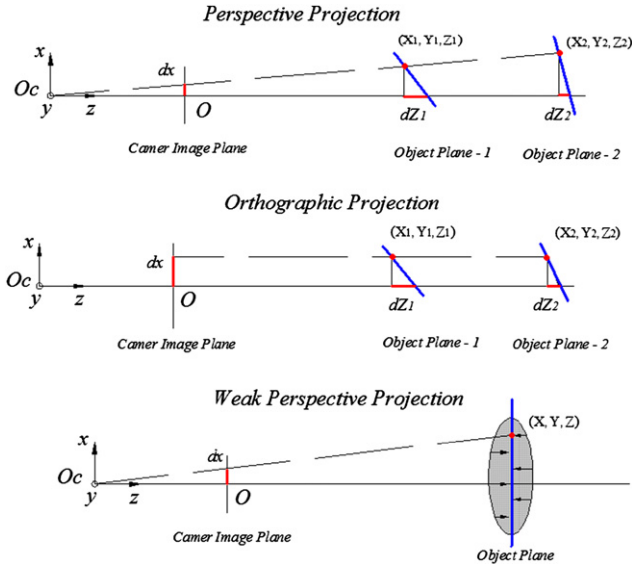 Perspective Projection
x
dx
(X1, Y1, Z1)
(X2, Y2, Z2)
Oc
y
z
O
dZ1
dZ2
Camer Image Plane
Object Plane - 1
Object Plane - 2
Orthographic Projection
x
dx
(X1, Y1, Z1)
(X2, Y2, Z2)
Oc
y
z
O
dZ1
dZ2
Camer Image Plane
Object Plane - 1
Object Plane - 2
Weak Perspective Projection
x
dx
(X, Y, Z)
Oc
y
z
O
Camer Image Plane
Object Plane